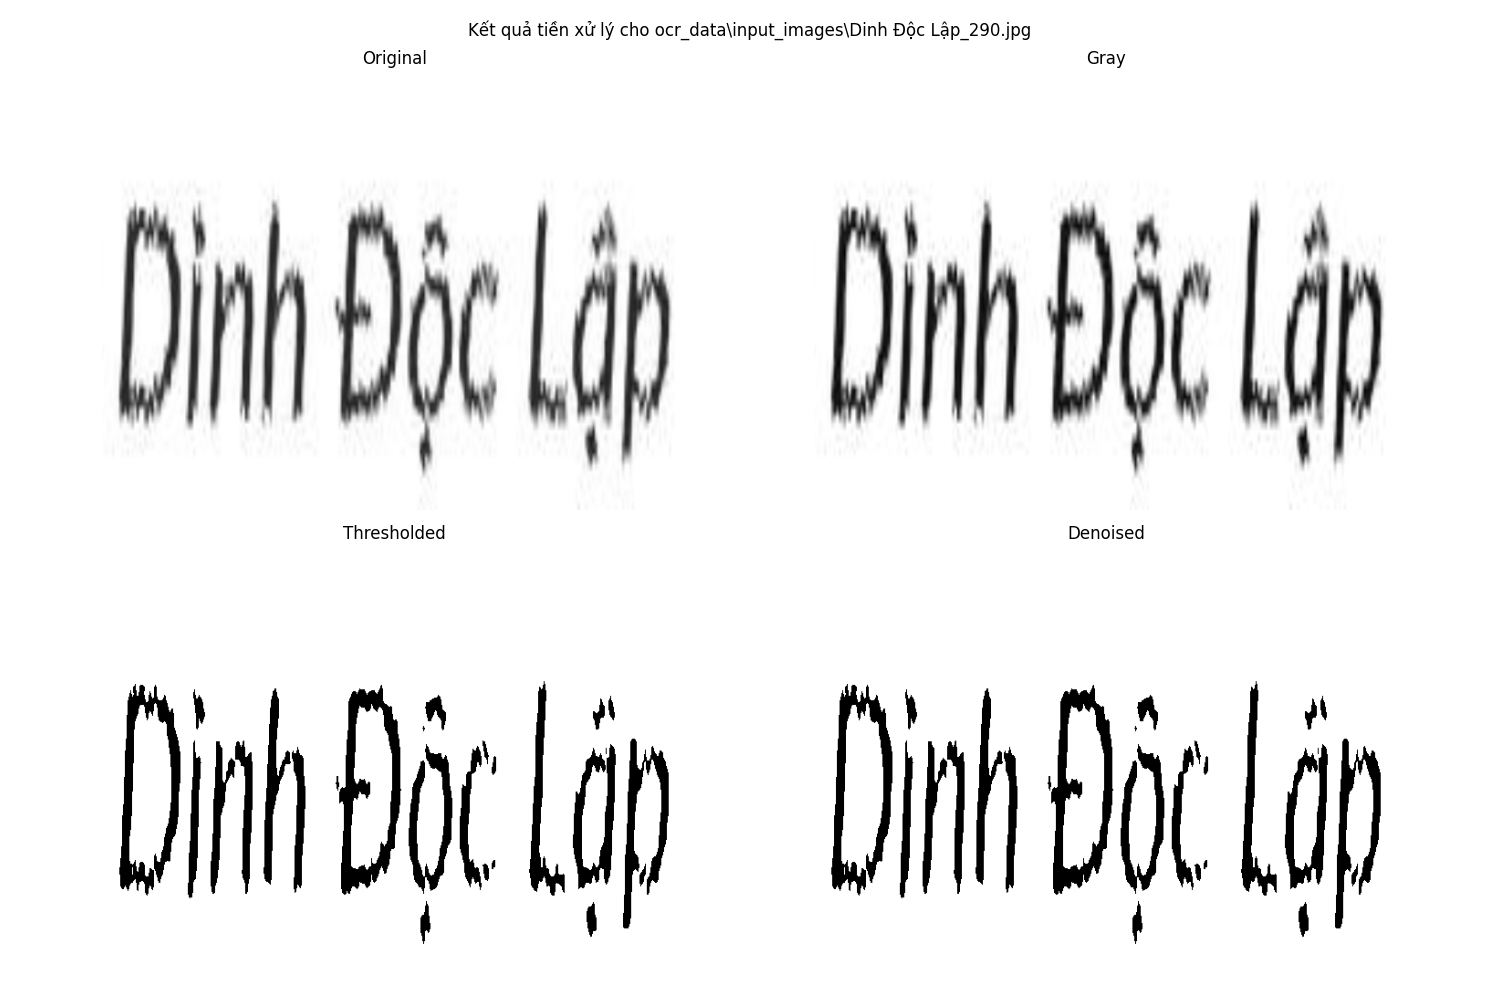 Kết quả tiền xử lý cho ocr_data\input_images\Dinh Độc Lập_290.jpg
Original
Gray
Dinh Độc Lập
Dinh Độc Lập
Thresholded
Denoised
Dinh Độc Lập
Dinh Độc Lập